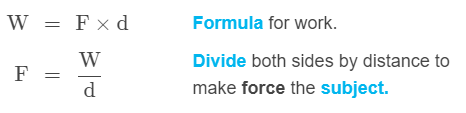 W = F × d Formula for work.
F = W/d Divide both sides by distance to
make force the subject.